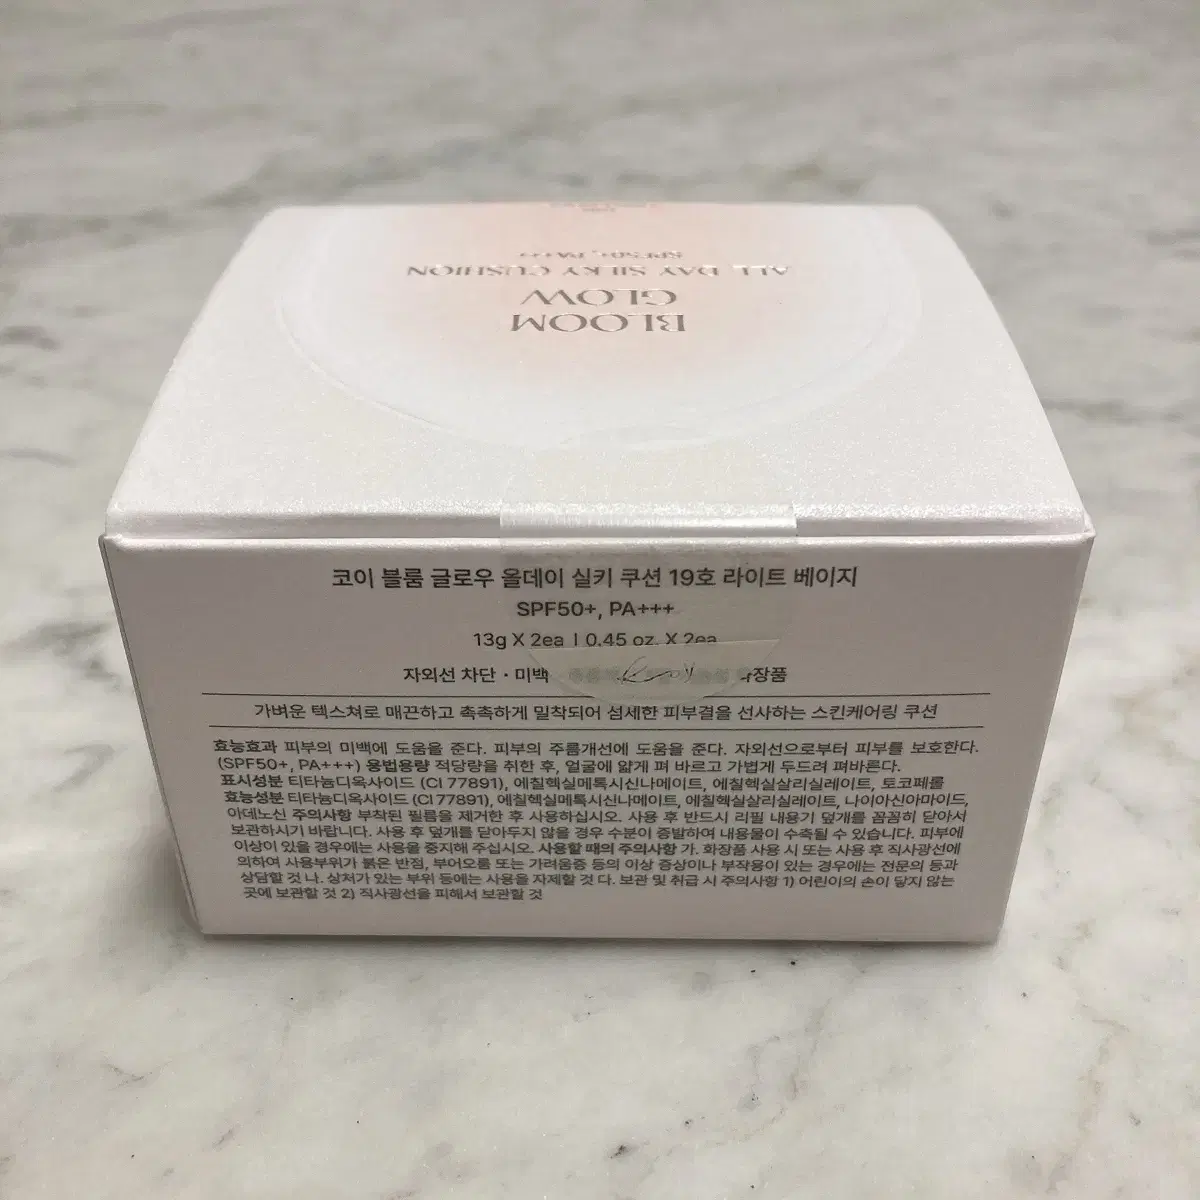 SPF50+, PA+++
ALL DAY SILKY CUSHION
GLOW
BLOOM
코이 블룸 글로우 올데이 실키 쿠션 19호 라이트 베이지
SPF50+, PA+++
13g X 2ea | 0.45 oz. X 2ea
자외선 차단 · 미백
가벼운 텍스쳐로 매끈하고 촉촉하게 밀착되어 섬세한 피부결을 선사하는 스킨케어링 쿠션
효능효과 피부의 미백에 도움을 준다. 피부의 주름개선에 도움을 준다. 자외선으로부터 피부를 보호한다.
(SPF50+, PA+++) 용법용량 적당량을 취한 후, 얼굴에 얇게 펴 바르고 가볍게 두드려 펴바른다.
표시성분 티타늄디옥사이드 (CI 77891), 에칠헥실메톡시신나메이트, 에칠헥실살리실레이트, 토코페롤
효능성분 티타늄디옥사이드 (CI 77891), 에칠헥실메톡시신나메이트, 에칠헥실살리실레이트, 나이아신아마이드,
아데노신 주의사항 부착된 필름을 제거한 후 사용하십시오. 사용 후 반드시 리필 내용기 덮개를 꼼꼼히 닫아서
보관하시기 바랍니다. 사용 후 덮개를 닫아두지 않을 경우 수분이 증발하여 내용물이 수축될 수 있습니다. 피부에
이상이 있을 경우에는 사용을 중지해 주십시오. 사용할 때의 주의사항 가. 화장품 사용 시 또는 사용 후 직사광선에
의하여 사용부위가 붉은 반점, 부어오름 또는 가려움증 등의 이상 증상이나 부작용이 있는 경우에는 전문의 등과
상담할 것 나. 상처가 있는 부위 등에는 사용을 자제할 것 다. 보관 및 취급 시 주의사항 1) 어린이의 손이 닿지 않는
곳에 보관할 것 2) 직사광선을 피해서 보관할 것